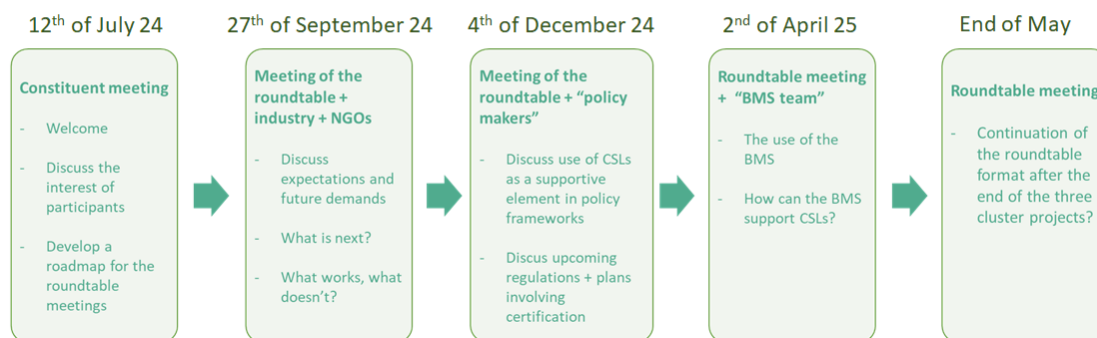 12th of July 24
Constituent meeting
- Welcome
- Discuss the
interest of
participants
- Develop a
roadmap for the
roundtable
meetings
27th of September 24
Meeting of the
roundtable +
industry + NGOs
- Discuss
expectations and
future demands
- What is next?
- What works, what
doesn't?
4th of December 24
Meeting of the
roundtable + "policy
makers"
- Discuss use of CSLs
as a supportive
element in policy
frameworks
- Discus upcoming
regulations + plans
involving
certification
2nd of April 25
Roundtable meeting
+ "BMS team"
- The use of the
BMS
- How can the BMS
support CSLs?
End of May
Roundtable meeting
- Continuation of
the roundtable
format after the
end of the three
cluster projects?